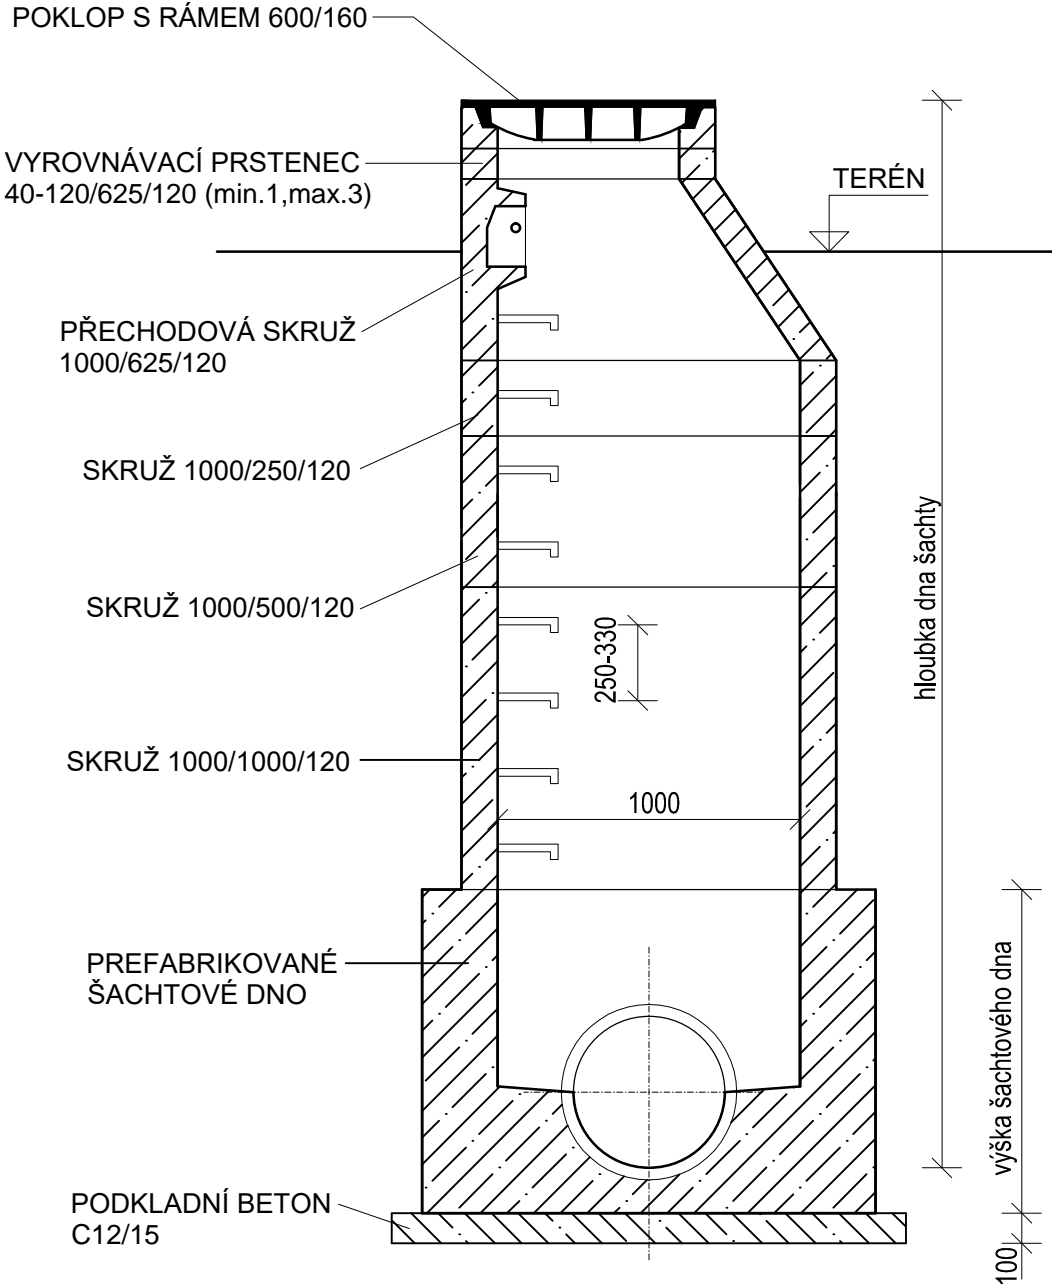 POKLOP S RÁMEM 600/160
VYROVNÁVACÍ PRSTENEC
40-120/625/120 (min.1,max.3)
TERÉN
PŘECHODOVÁ SKRUŽ
1000/625/120
SKRUŽ 1000/250/120
hloubka dna šachty
SKRUŽ 1000/500/120
250-330
SKRUŽ 1000/1000/120
1000
PREFABRIKOVANÉ
ŠACHTOVÉ DNO
výška šachtového dna
PODKLADNÍ BETON
C12/15
100